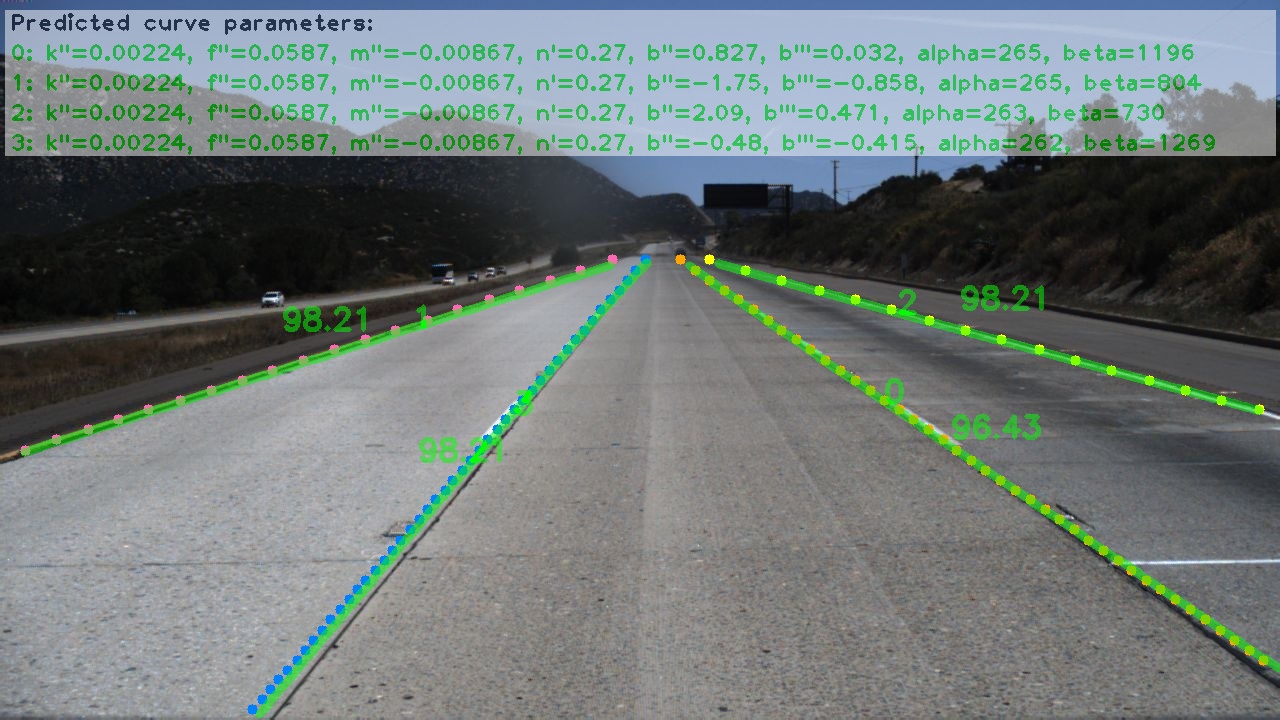 Predicted curve parameters:
0: k''=0.00224, f''=0.0587, m''=−0.00867, n'=0.27, b''=0.827, b'''=0.032, alpha=265, beta=1196
1: k''=0.00224, f''=0.0587, m''=−0.00867, n'=0.27, b''=−1.75, b'''=−0.858, alpha=265, beta=804
2: k''=0.00224, f''=0.0587, m''=−0.00867, n'=0.27, b''=2.09, b'''=0.471, alpha=263, beta=730
3: k''=0.00224, f''=0.0587, m''=−0.00867, n'=0.27, b''=−0.48, b'''=−0.415, alpha=262, beta=1269
2 98.21
98.21 1
0
96.43
98.21